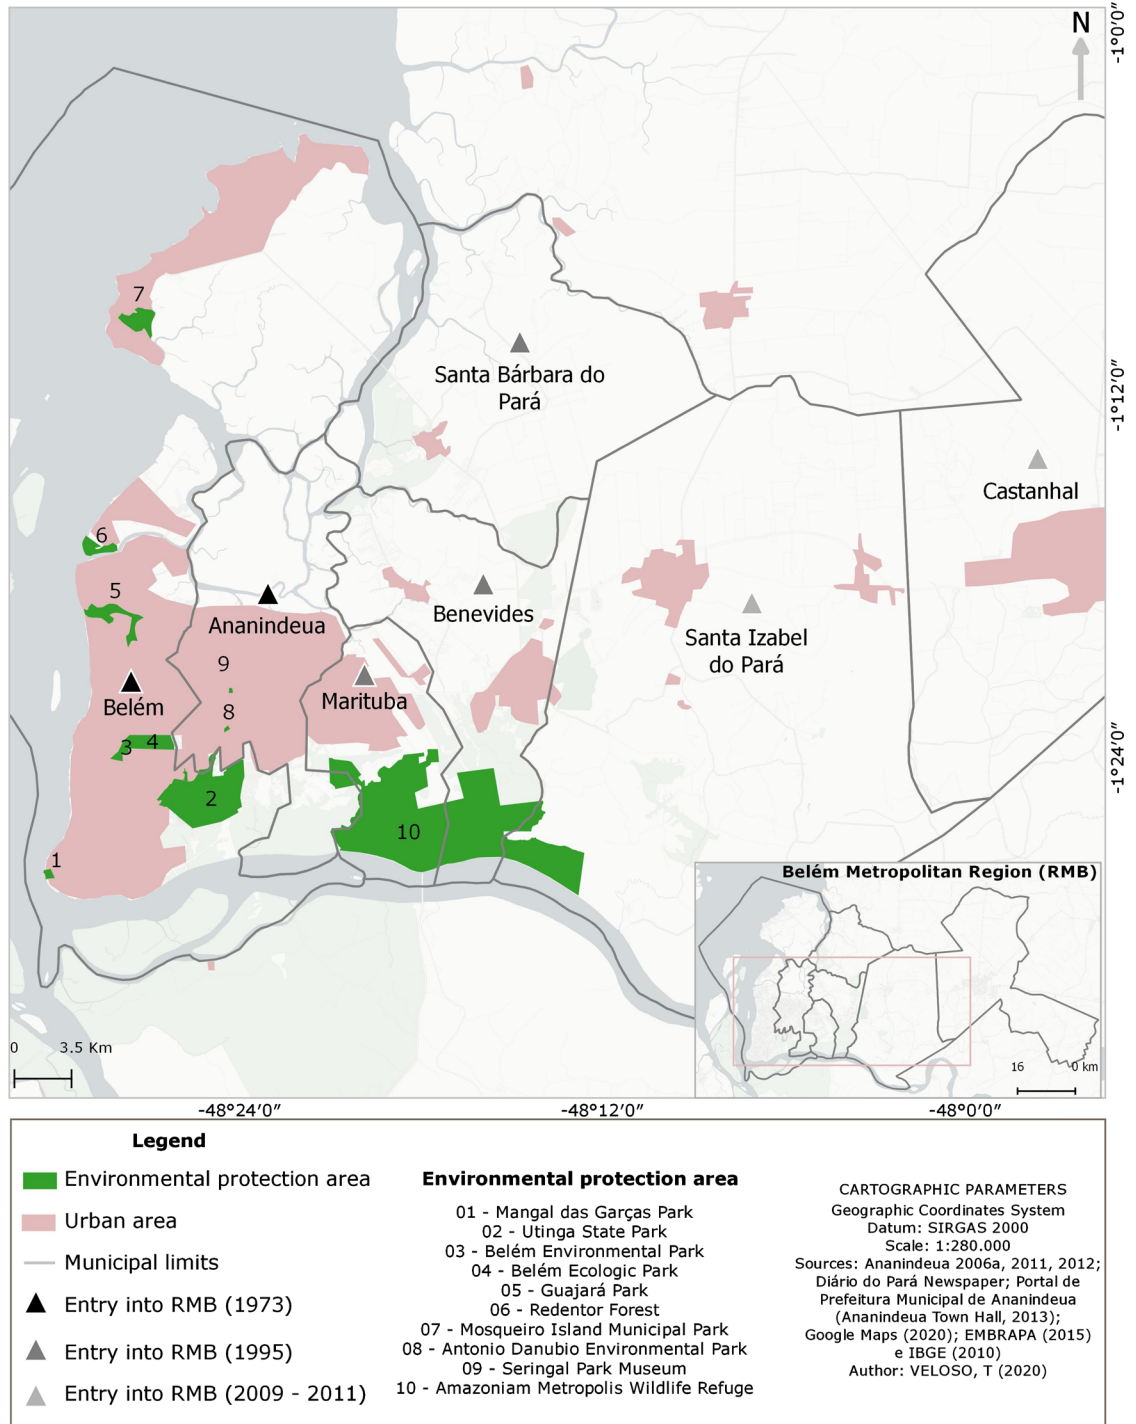 N
-1°0′0″
7
Santa Bárbara do
Pará
-1°12′0″
Castanhal
6
5
Ananindeua
Benevides
Santa Izabel
do Pará
9
Belém
Marituba
8
3
4
-1°24′0″
2
10
1
Belém Metropolitan Region (RMB)
0 3.5 Km
16 0 km
-48°24′0″
-48°12′0″
-48°0′0″
Legend
Environmental protection area
Urban area
Municipal limits
Entry into RMB (1973)
Entry into RMB (1995)
Entry into RMB (2009 - 2011)
Environmental protection area
01 - Mangal das Garças Park
02 - Utinga State Park
03 - Belém Environmental Park
04 - Belém Ecologic Park
05 - Guajará Park
06 - Redentor Forest
07 - Mosqueiro Island Municipal Park
08 - Antonio Danubio Environmental Park
09 - Seringal Park Museum
10 - Amazoniam Metropolis Wildlife Refuge
CARTOGRAPHIC PARAMETERS
Geographic Coordinates System
Datum: SIRGAS 2000
Scale: 1:280.000
Sources: Ananindeua 2006a, 2011, 2012;
Diário do Pará Newspaper; Portal de
Prefeitura Municipal de Ananindeua
(Ananindeua Town Hall, 2013);
Google Maps (2020); EMBRAPA (2015)
e IBGE (2010)
Author: VELOSO, T (2020)